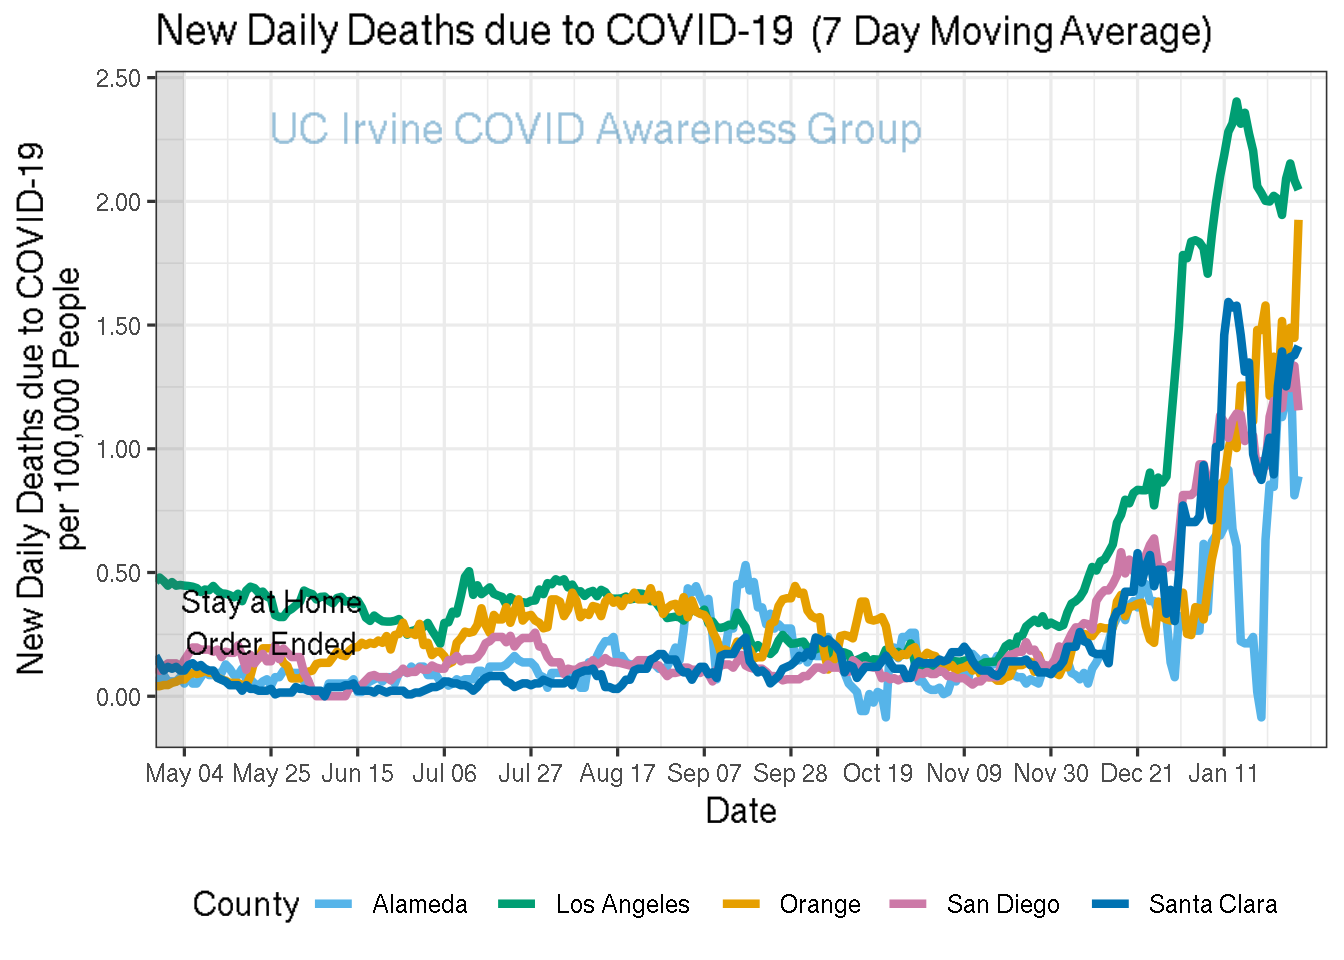 New Daily Deaths due to COVID-19 (7 Day Moving Average)
UC Irvine COVID Awareness Group
New Daily Deaths due to COVID-19
per 100,000 People
2.50
2.00
1.50
1.00
0.50
0.00
Stay at Home
Order Ended
May 04 May 25 Jun 15 Jul 06 Jul 27 Aug 17 Sep 07 Sep 28 Oct 19 Nov 09 Nov 30 Dec 21 Jan 11
Date
County Alameda Los Angeles Orange San Diego Santa Clara